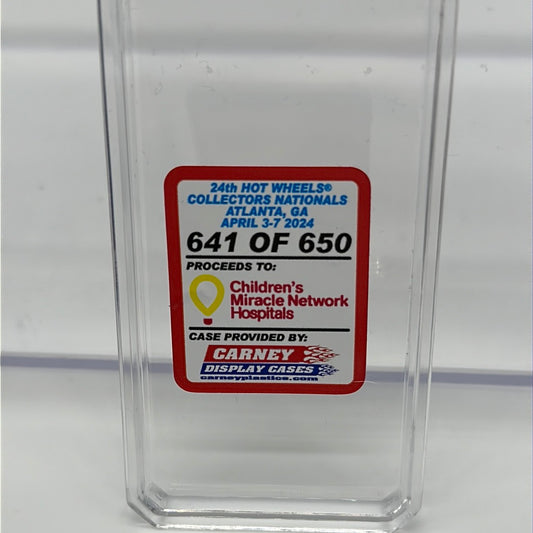 24th HOT WHEELS®
COLLECTORS NATIONALS
ATLANTA, GA
APRIL 3-7 2024
641 OF 650
PROCEEDS TO:
Children's
Miracle Network
Hospitals
CASE PROVIDED BY:
CARNEY
DISPLAY CASES
carneyplastics.com